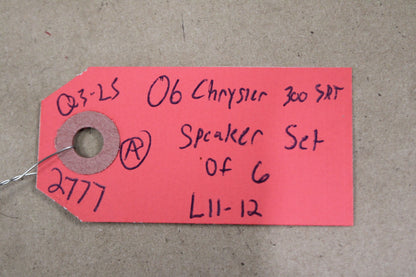 Q3-LS 06 Chrysler 300 SRT
Speaker Set
Of 6
L11-12
A
2777